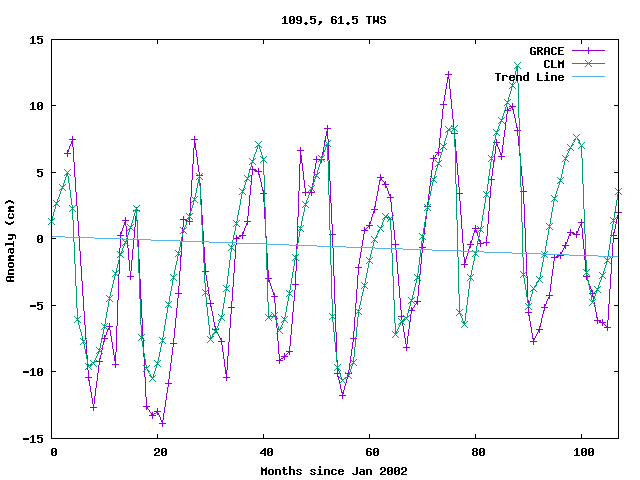 109.5, 61.5 TWS
GRACE
CLM
Trend Line
15
10
5
0
-5
-10
-15
Anomaly (cm)
0 20 40 60 80 100
Months since Jan 2002